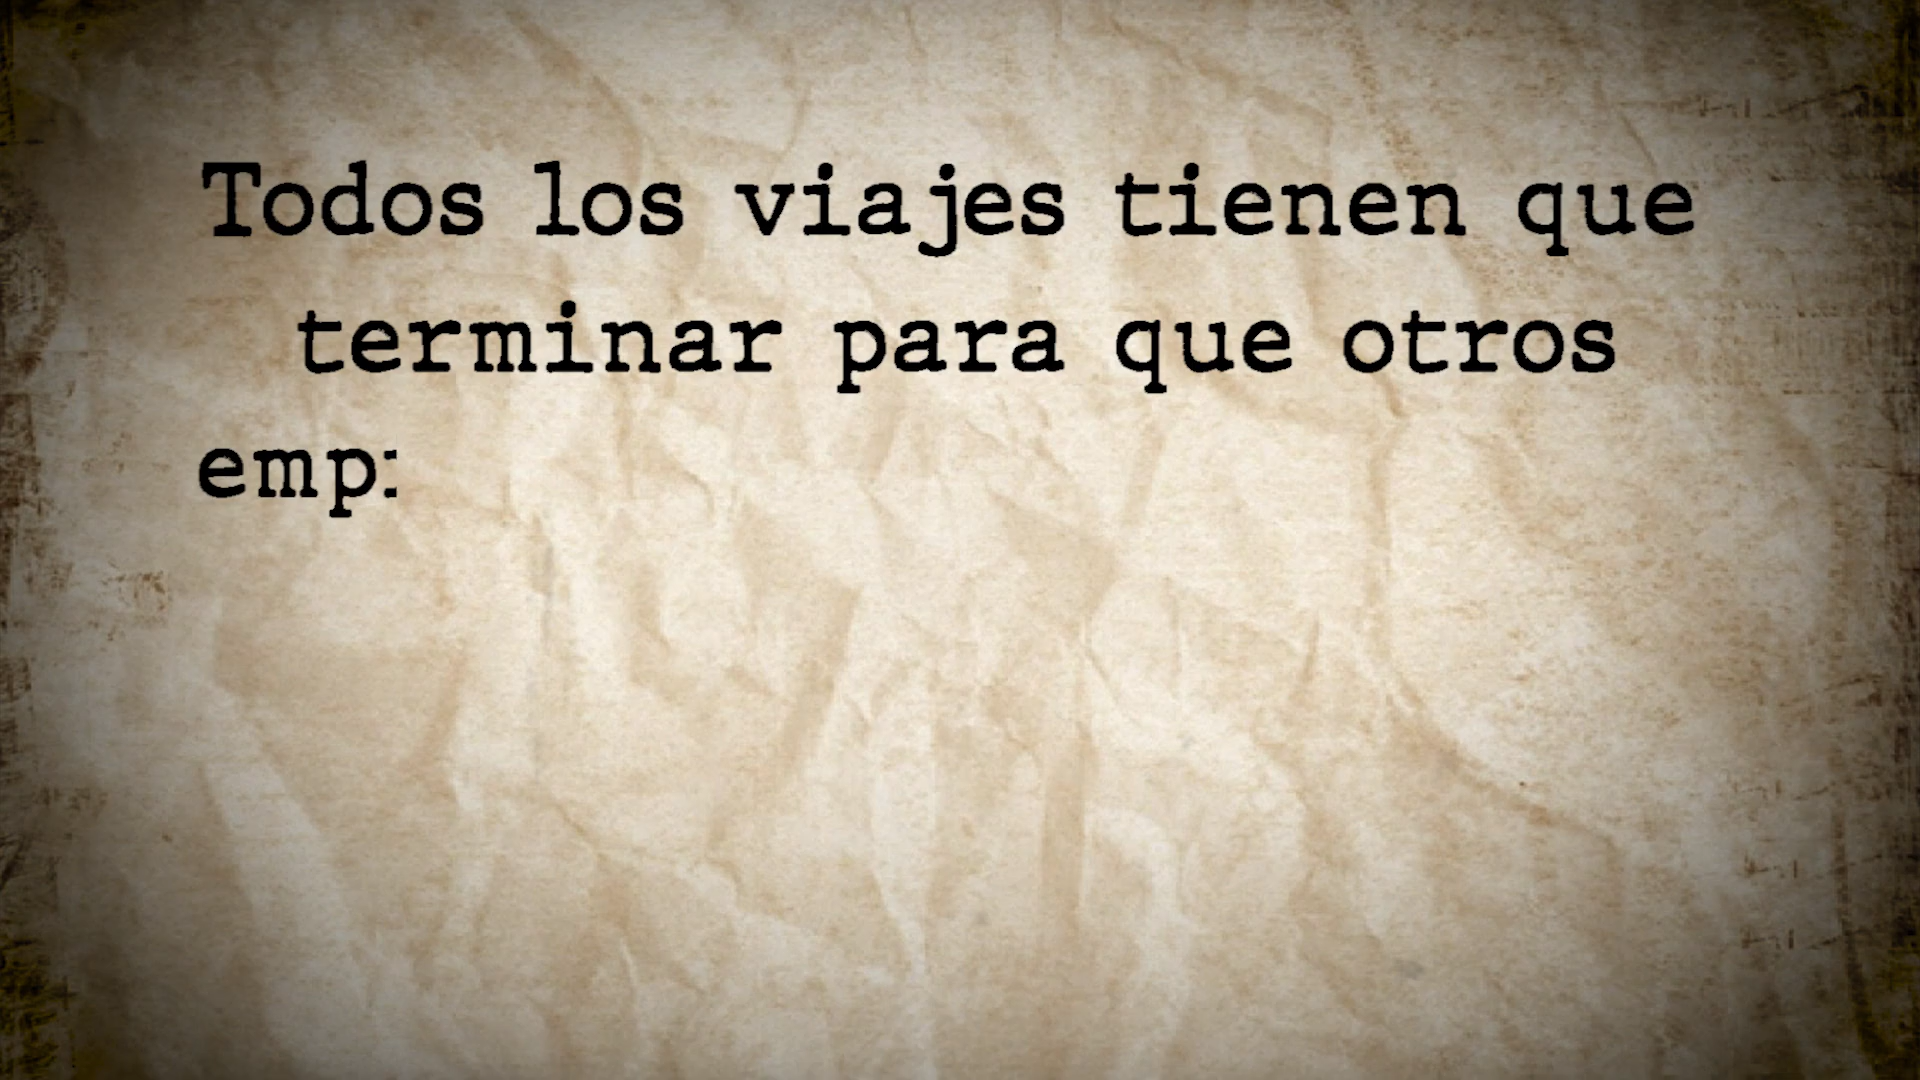 Todos los viajes tienen que
terminar para que otros
emp